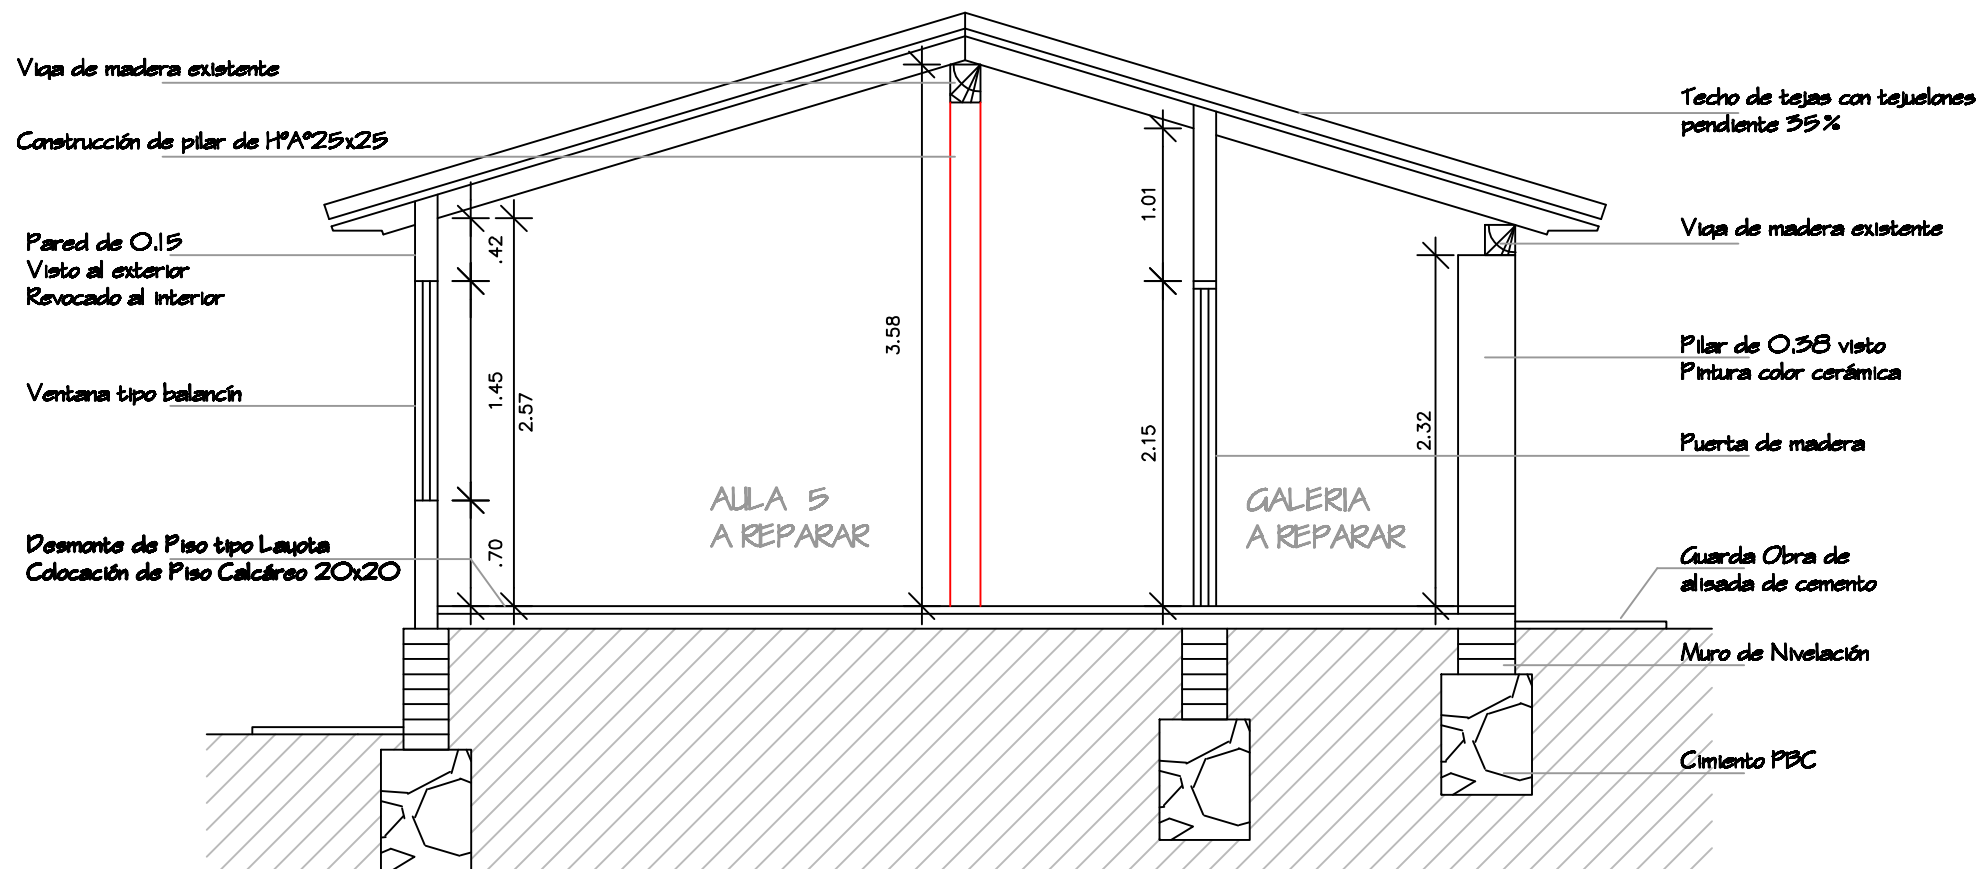 Viga de madera existente
Construcción de pilar de HºAº25x25
Pared de 0.15
Visto al exterior
Revocado al interior
Ventana tipo balancín
Desmonte de Piso tipo Layota
Colocación de Piso Calcáreo 20x20
.42
1.45
2.57
.70
3.58
AULA 5
A REPARAR
1.01
2.15
GALERIA
A REPARAR
2.32
Techo de tejas con tejuelones
pendiente 35%
Viga de madera existente
Pilar de 0.38 visto
Pintura color cerámica
Puerta de madera
Guarda Obra de
alisada de cemento
Muro de Nivelación
Cimiento PBC